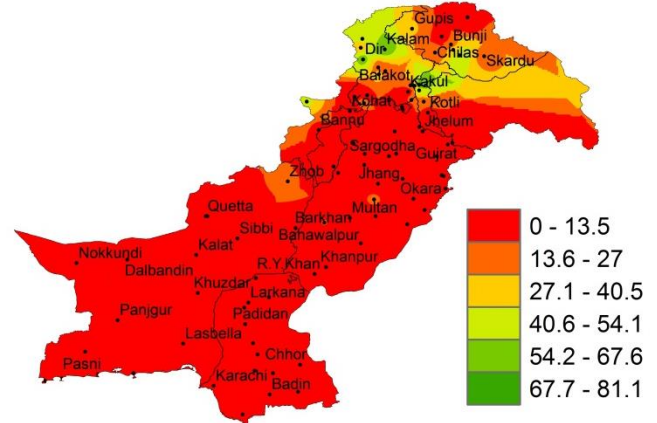 Gupis
Kalam
Bunji
Dir
Chilas
Skardu
Balakot
Kakul
Kohat
Kotli
Bannu
Jhelum
Sargodha
Gujrat
Zhob
Jhang
Okara
Multan
Quetta
Barkhan
Sibbi
Bahawalpur
Nokkundi
Kalat
Dalbandin
R.Y.Khan
Khanpur
Khuzdar
Larkana
Panjgur
Padidan
Lasbella
Chhor
Pasni
Karachi
Badin
0 - 13.5
13.6 - 27
27.1 - 40.5
40.6 - 54.1
54.2 - 67.6
67.7 - 81.1